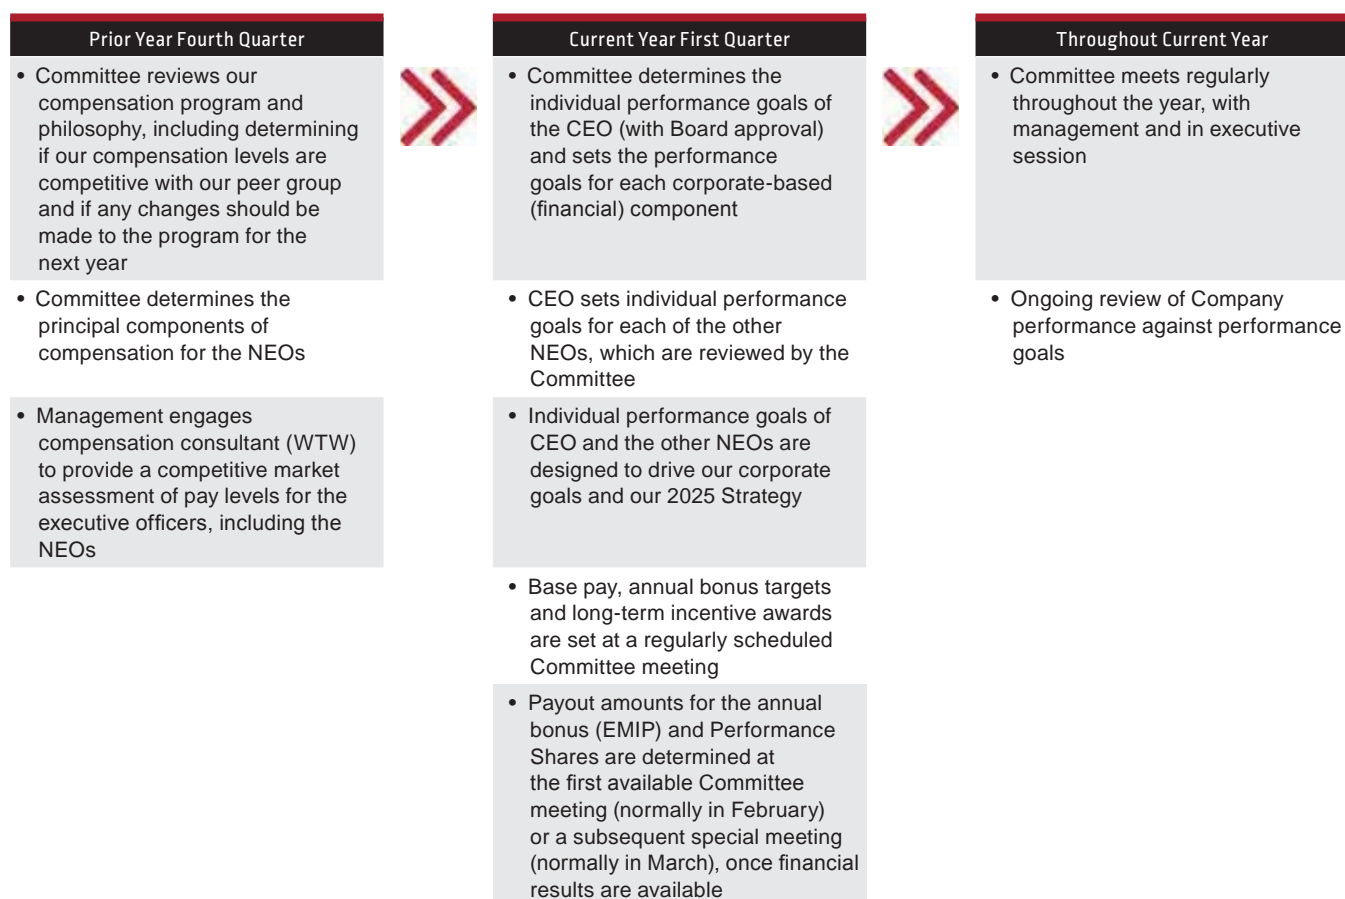 Prior Year Fourth Quarter
• Committee reviews our
compensation program and
philosophy, including determining
if our compensation levels are
competitive with our peer group
and if any changes should be
made to the program for the
next year
• Committee determines the
principal components of
compensation for the NEOs
• Management engages
compensation consultant (WTW)
to provide a competitive market
assessment of pay levels for the
executive officers, including the
NEOs
Current Year First Quarter
• Committee determines the
individual performance goals of
the CEO (with Board approval)
and sets the performance
goals for each corporate-based
(financial) component
• CEO sets individual performance
goals for each of the other
NEOs, which are reviewed by the
Committee
• Individual performance goals of
CEO and the other NEOs are
designed to drive our corporate
goals and our 2025 Strategy
• Base pay, annual bonus targets
and long-term incentive awards
are set at a regularly scheduled
Committee meeting
• Payout amounts for the annual
bonus (EMIP) and Performance
Shares are determined at
the first available Committee
meeting (normally in February)
or a subsequent special meeting
(normally in March), once financial
results are available
Throughout Current Year
• Committee meets regularly
throughout the year, with
management and in executive
session
• Ongoing review of Company
performance against performance
goals